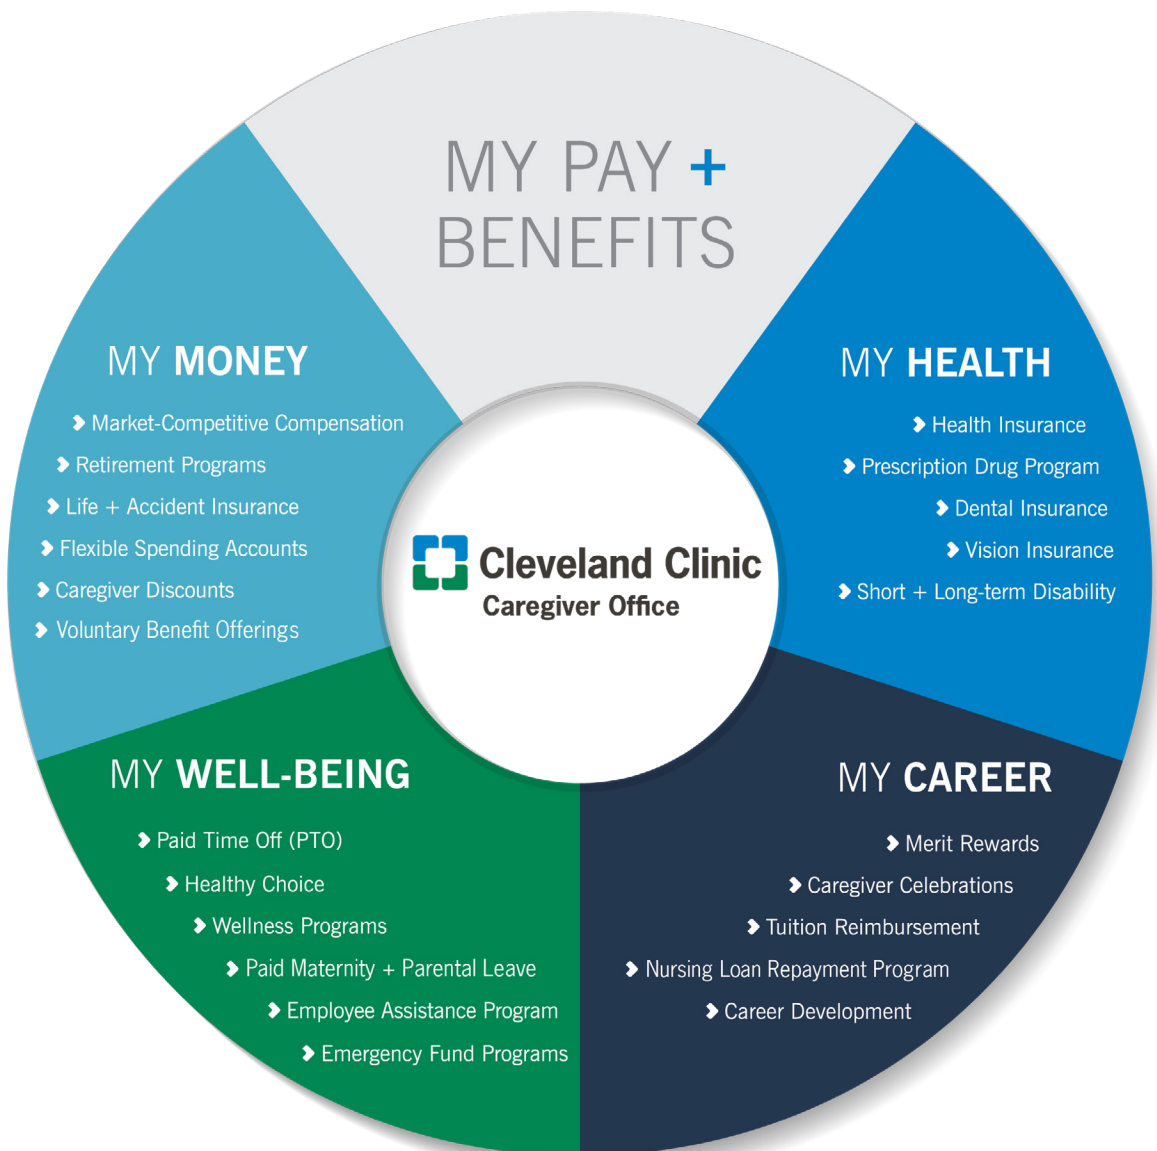 MY PAY +
BENEFITS
MY MONEY
Market-Competitive Compensation
Retirement Programs
Life + Accident Insurance
Flexible Spending Accounts
Caregiver Discounts
Voluntary Benefit Offerings
MY HEALTH
Health Insurance
Prescription Drug Program
Dental Insurance
Vision Insurance
Short + Long-term Disability
Cleveland Clinic
Caregiver Office
MY WELL-BEING
Paid Time Off (PTO)
Healthy Choice
Wellness Programs
Paid Maternity + Parental Leave
Employee Assistance Program
Emergency Fund Programs
MY CAREER
Merit Rewards
Caregiver Celebrations
Tuition Reimbursement
Nursing Loan Repayment Program
Career Development